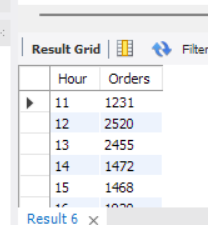 Result Grid Filter
Hour Orders
11 1231
12 2520
13 2455
14 1472
15 1468
Result 6 ×